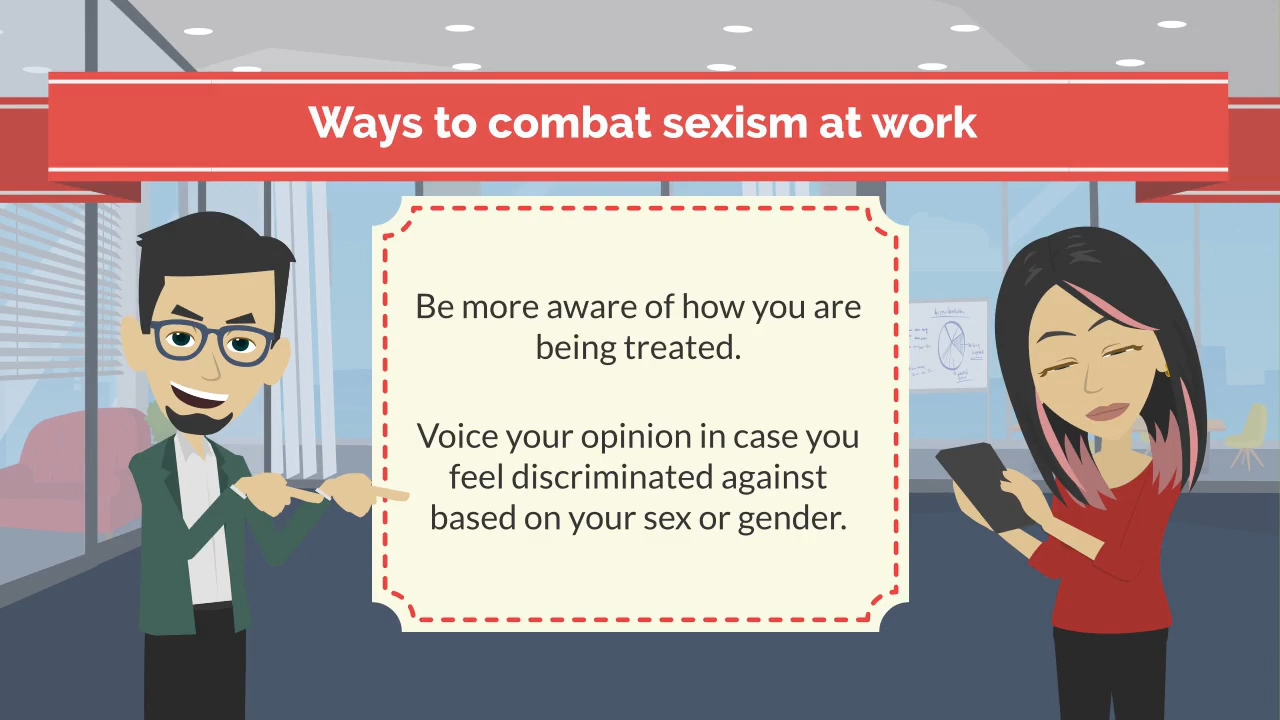 Ways to combat sexism at work
Be more aware of how you are
being treated.
Voice your opinion in case you
feel discriminated against
based on your sex or gender.